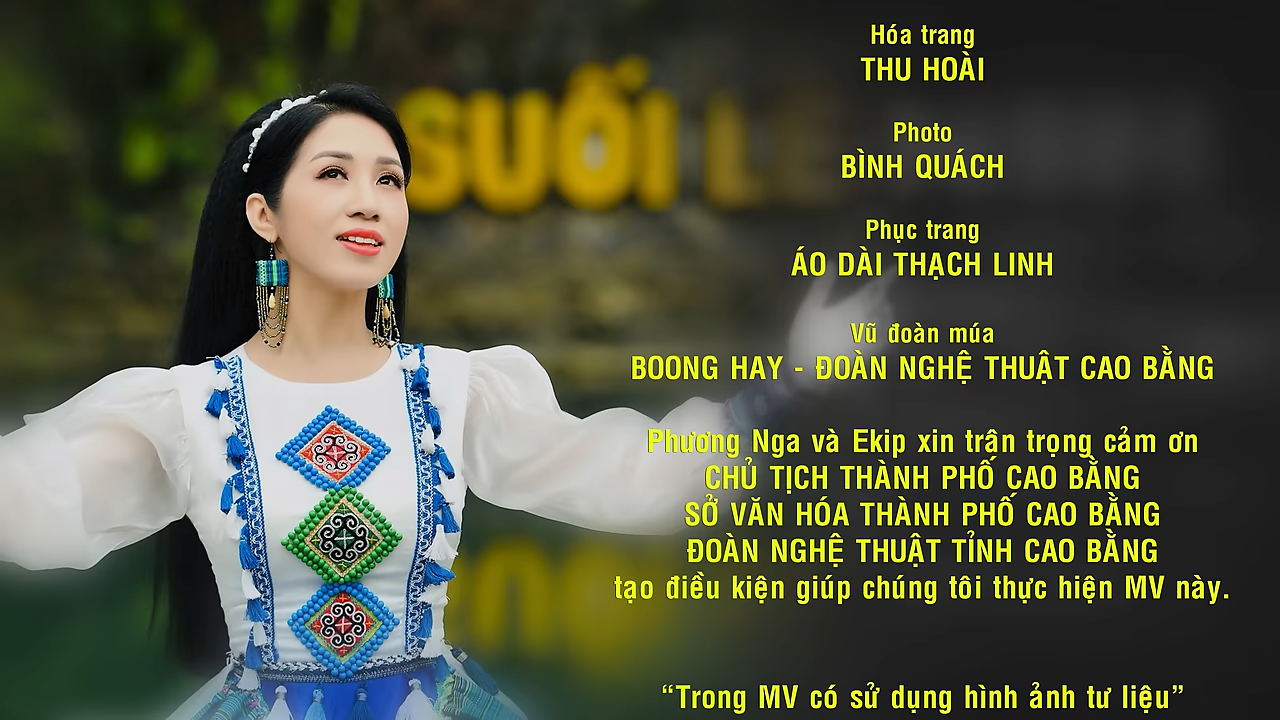 SUỐI
Hóa trang
THU HOÀI
Photo
BÌNH QUÁCH
Phục trang
ÁO DÀI THẠCH LINH
Vũ đoàn múa
BOONG HAY - ĐOÀN NGHỆ THUẬT CAO BẰNG
Phương Nga và Ekip xin trân trọng cảm ơn
CHỦ TỊCH THÀNH PHỐ CAO BẰNG
SỞ VĂN HÓA THÀNH PHỐ CAO BẰNG
ĐOÀN NGHỆ THUẬT TỈNH CAO BẰNG
tạo điều kiện giúp chúng tôi thực hiện MV này.
“Trong MV có sử dụng hình ảnh tư liệu”